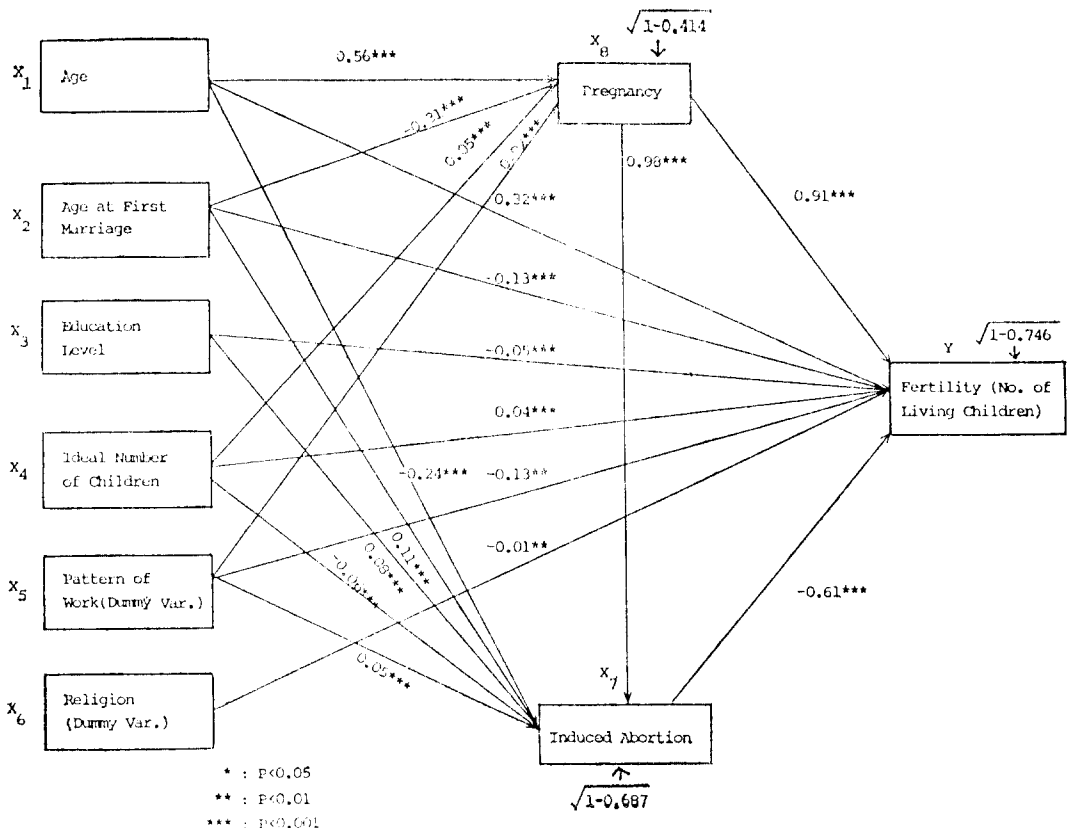 √1-0.414
X8
X1
Age
0.56***
Pregnancy
-0.31***
0.05***
0.98***
X2
Age at First
Marriage
0.32***
0.91***
-0.13***
X3
Education
Level
-0.05***
√1-0.746
Y
Fertility (No. of
Living Children)
0.04***
X4
Ideal Number
of Children
-0.24***
-0.13**
X5
Pattern of
Work(Dummy Var.)
0.08***
0.11***
-0.01**
-0.61***
0.05***
X6
Religion
(Dummy Var.)
X7
Induced Abortion
√1-0.687
* : P<0.05
** : P<0.01
*** : P<0.001